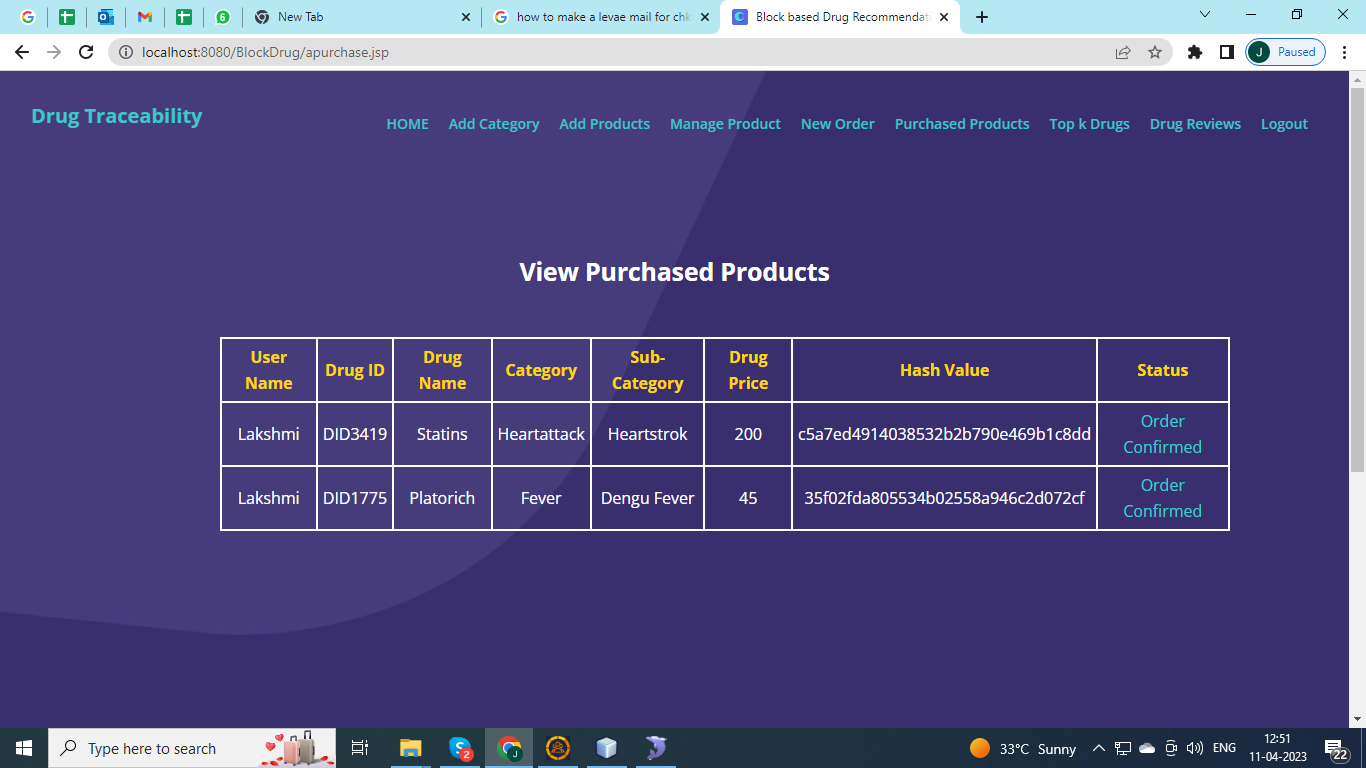 6
New Tab
how to make a levae mail for chk
Block based Drug Recommendat
localhost:8080/BlockDrug/apurchase.jsp
J
Paused
Drug Traceability
HOME
Add Category
Add Products
Manage Product
New Order
Purchased Products
Top k Drugs
Drug Reviews
Logout
View Purchased Products
User
Name
Drug ID
Drug
Name
Category
Sub-
Category
Drug
Price
Hash Value
Status
Lakshmi
DID3419
Statins
Heartattack
Heartstrok
200
c5a7ed4914038532b2b790e469b1c8dd
Order
Confirmed
Lakshmi
DID1775
Platorich
Fever
Dengu Fever
45
35f02fda805534b02558a946c2d072cf
Order
Confirmed
Type here to search
2
J
33°C Sunny
ENG
12:51
11-04-2023
22